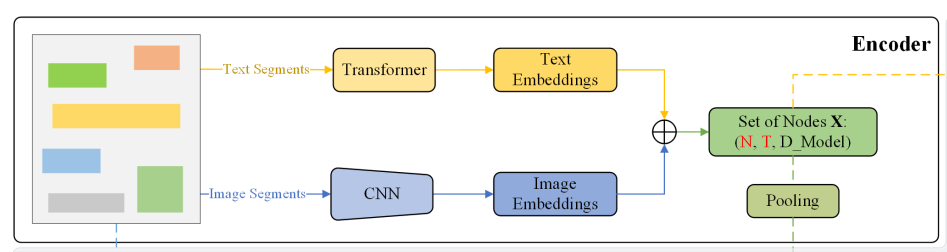 Encoder
Text Segments
Transformer
Text
Embeddings
Set of Nodes X:
(N, T, D_Model)
Image Segments
CNN
Image
Embeddings
Pooling